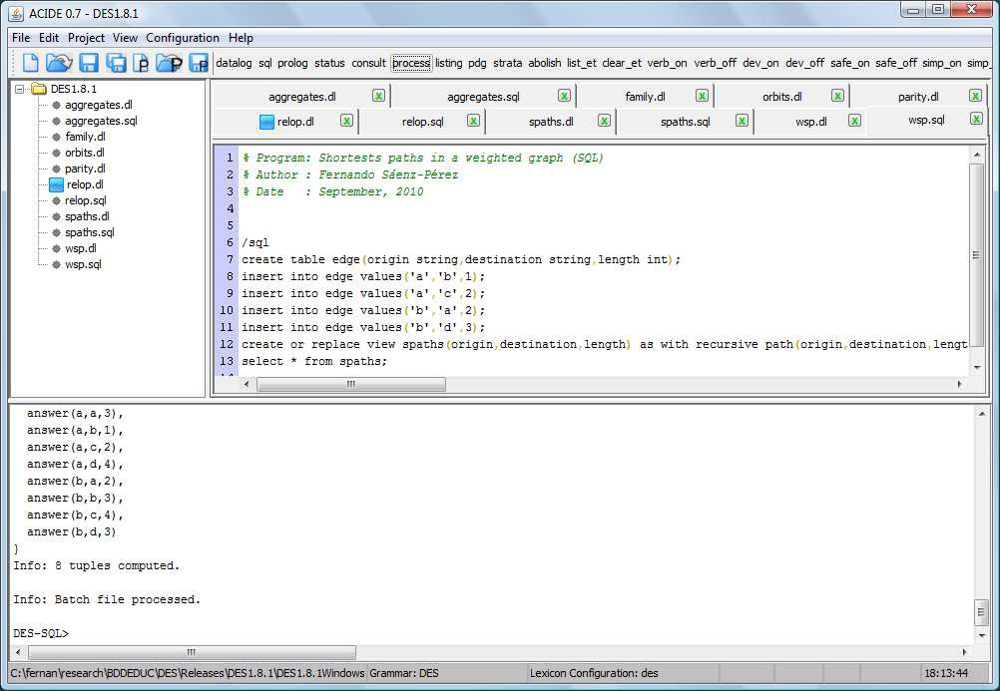 ACIDE 0.7 - DES1.8.1
File Edit Project View Configuration Help
datalog sql prolog status consult process listing pdg strata abolish list_et clear_et verb_on verb_off dev_on dev_off safe_on safe_off simp_on simp_
DES1.8.1
aggregates.dl
aggregates.sql
family.dl
orbits.dl
parity.dl
relop.dl
relop.sql
spaths.dl
spaths.sql
wsp.dl
wsp.sql
aggregates.dl aggregates.sql family.dl orbits.dl parity.dl
relop.dl relop.sql spaths.dl spaths.sql wsp.dl wsp.sql
1 % Program: Shortests paths in a weighted graph (SQL)
2 % Author : Fernando Sáenz-Pérez
3 % Date   : September, 2010
4
5
6 /sql
7 create table edge(origin string,destination string,length int);
8 insert into edge values('a','b',1);
9 insert into edge values('a','c',2);
10 insert into edge values('b','a',2);
11 insert into edge values('b','d',3);
12 create or replace view spaths(origin,destination,length) as with recursive path(origin,destination,lengt
13 select * from spaths;
answer(a,a,3),
answer(a,b,1),
answer(a,c,2),
answer(a,d,4),
answer(b,a,2),
answer(b,b,3),
answer(b,c,4),
answer(b,d,3)
}
Info: 8 tuples computed.
Info: Batch file processed.
DES-SQL>
C:\fernan\research\BDDEDUC\DES\Releases\DES1.8.1\DES1.8.1Windows Grammar: DES Lexicon Configuration: des 18:13:44